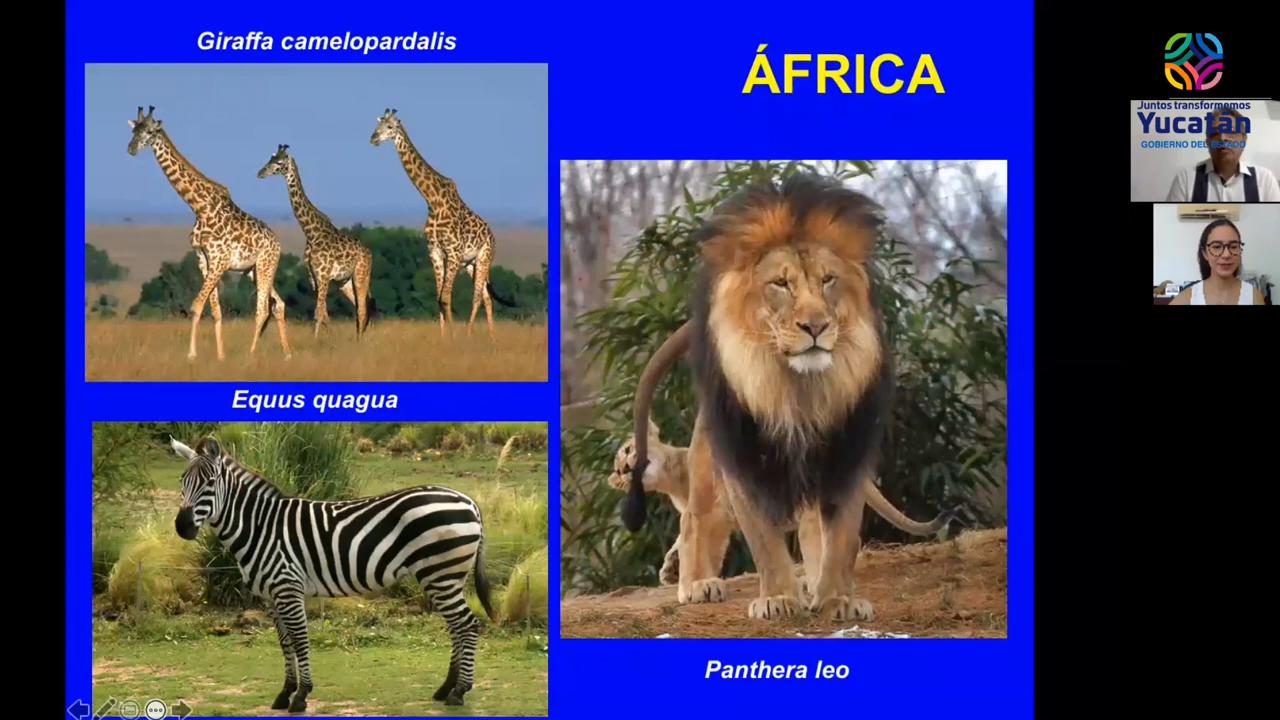 Giraffa camelopardalis
ÁFRICA
Equus quagua
Panthera leo
Juntos transformemos
Yucatán
GOBIERNO DEL ESTADO